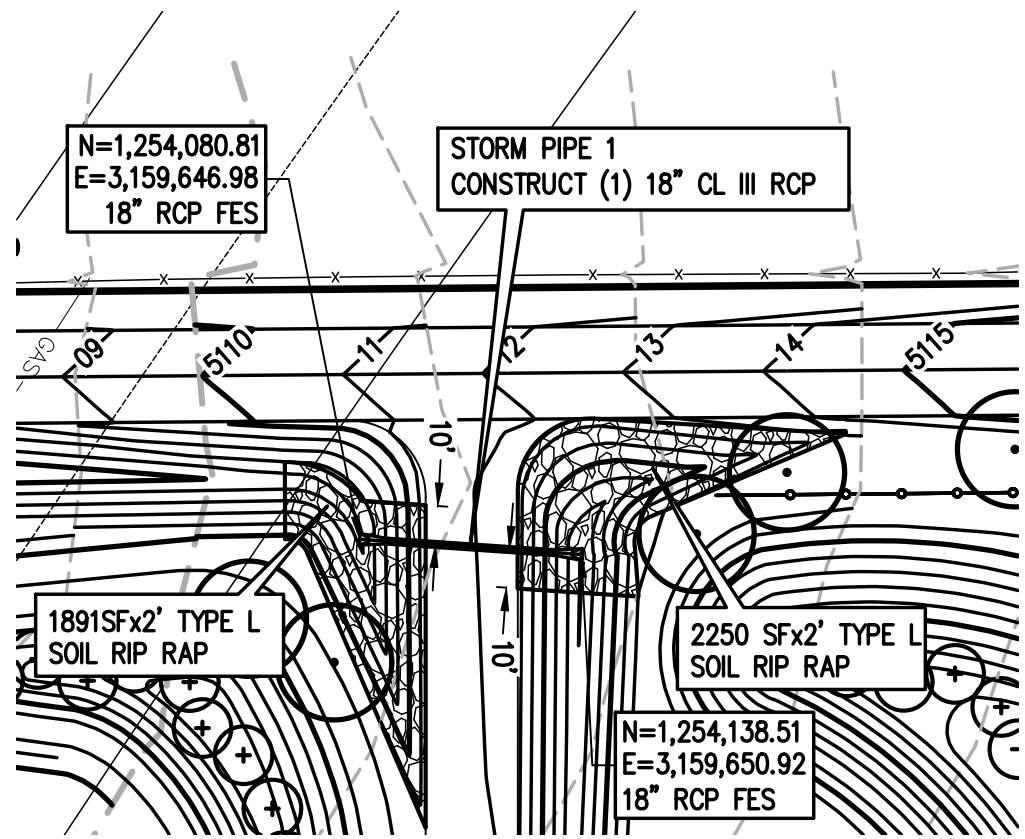 N=1,254,080.81
E=3,159,646.98
18" RCP FES
STORM PIPE 1
CONSTRUCT (1) 18" CL III RCP
X X X X X X X X X X
GAS
09
5110
11
12
13
14
5115
10'
10'
1891SFx2' TYPE L
SOIL RIP RAP
2250 SFx2' TYPE L
SOIL RIP RAP
N=1,254,138.51
E=3,159,650.92
18" RCP FES